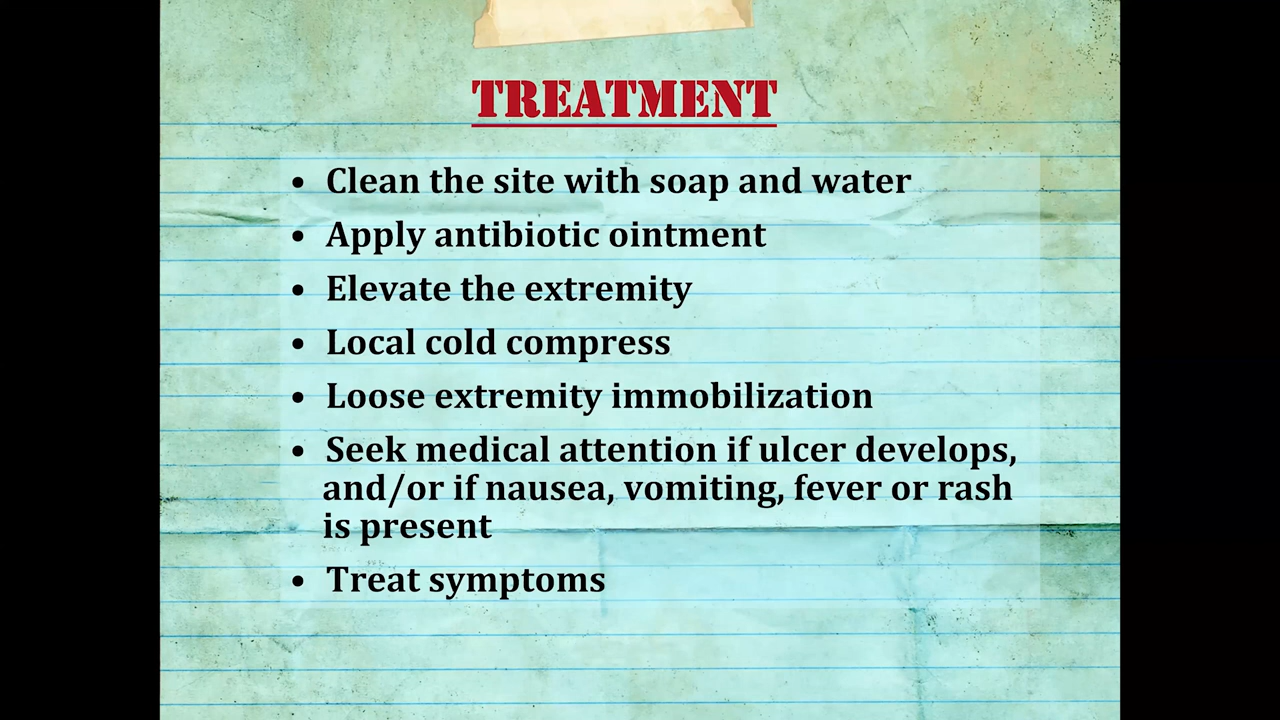 TREATMENT
• Clean the site with soap and water
• Apply antibiotic ointment
• Elevate the extremity
• Local cold compress
• Loose extremity immobilization
• Seek medical attention if ulcer develops,
and/or if nausea, vomiting, fever or rash
is present
• Treat symptoms